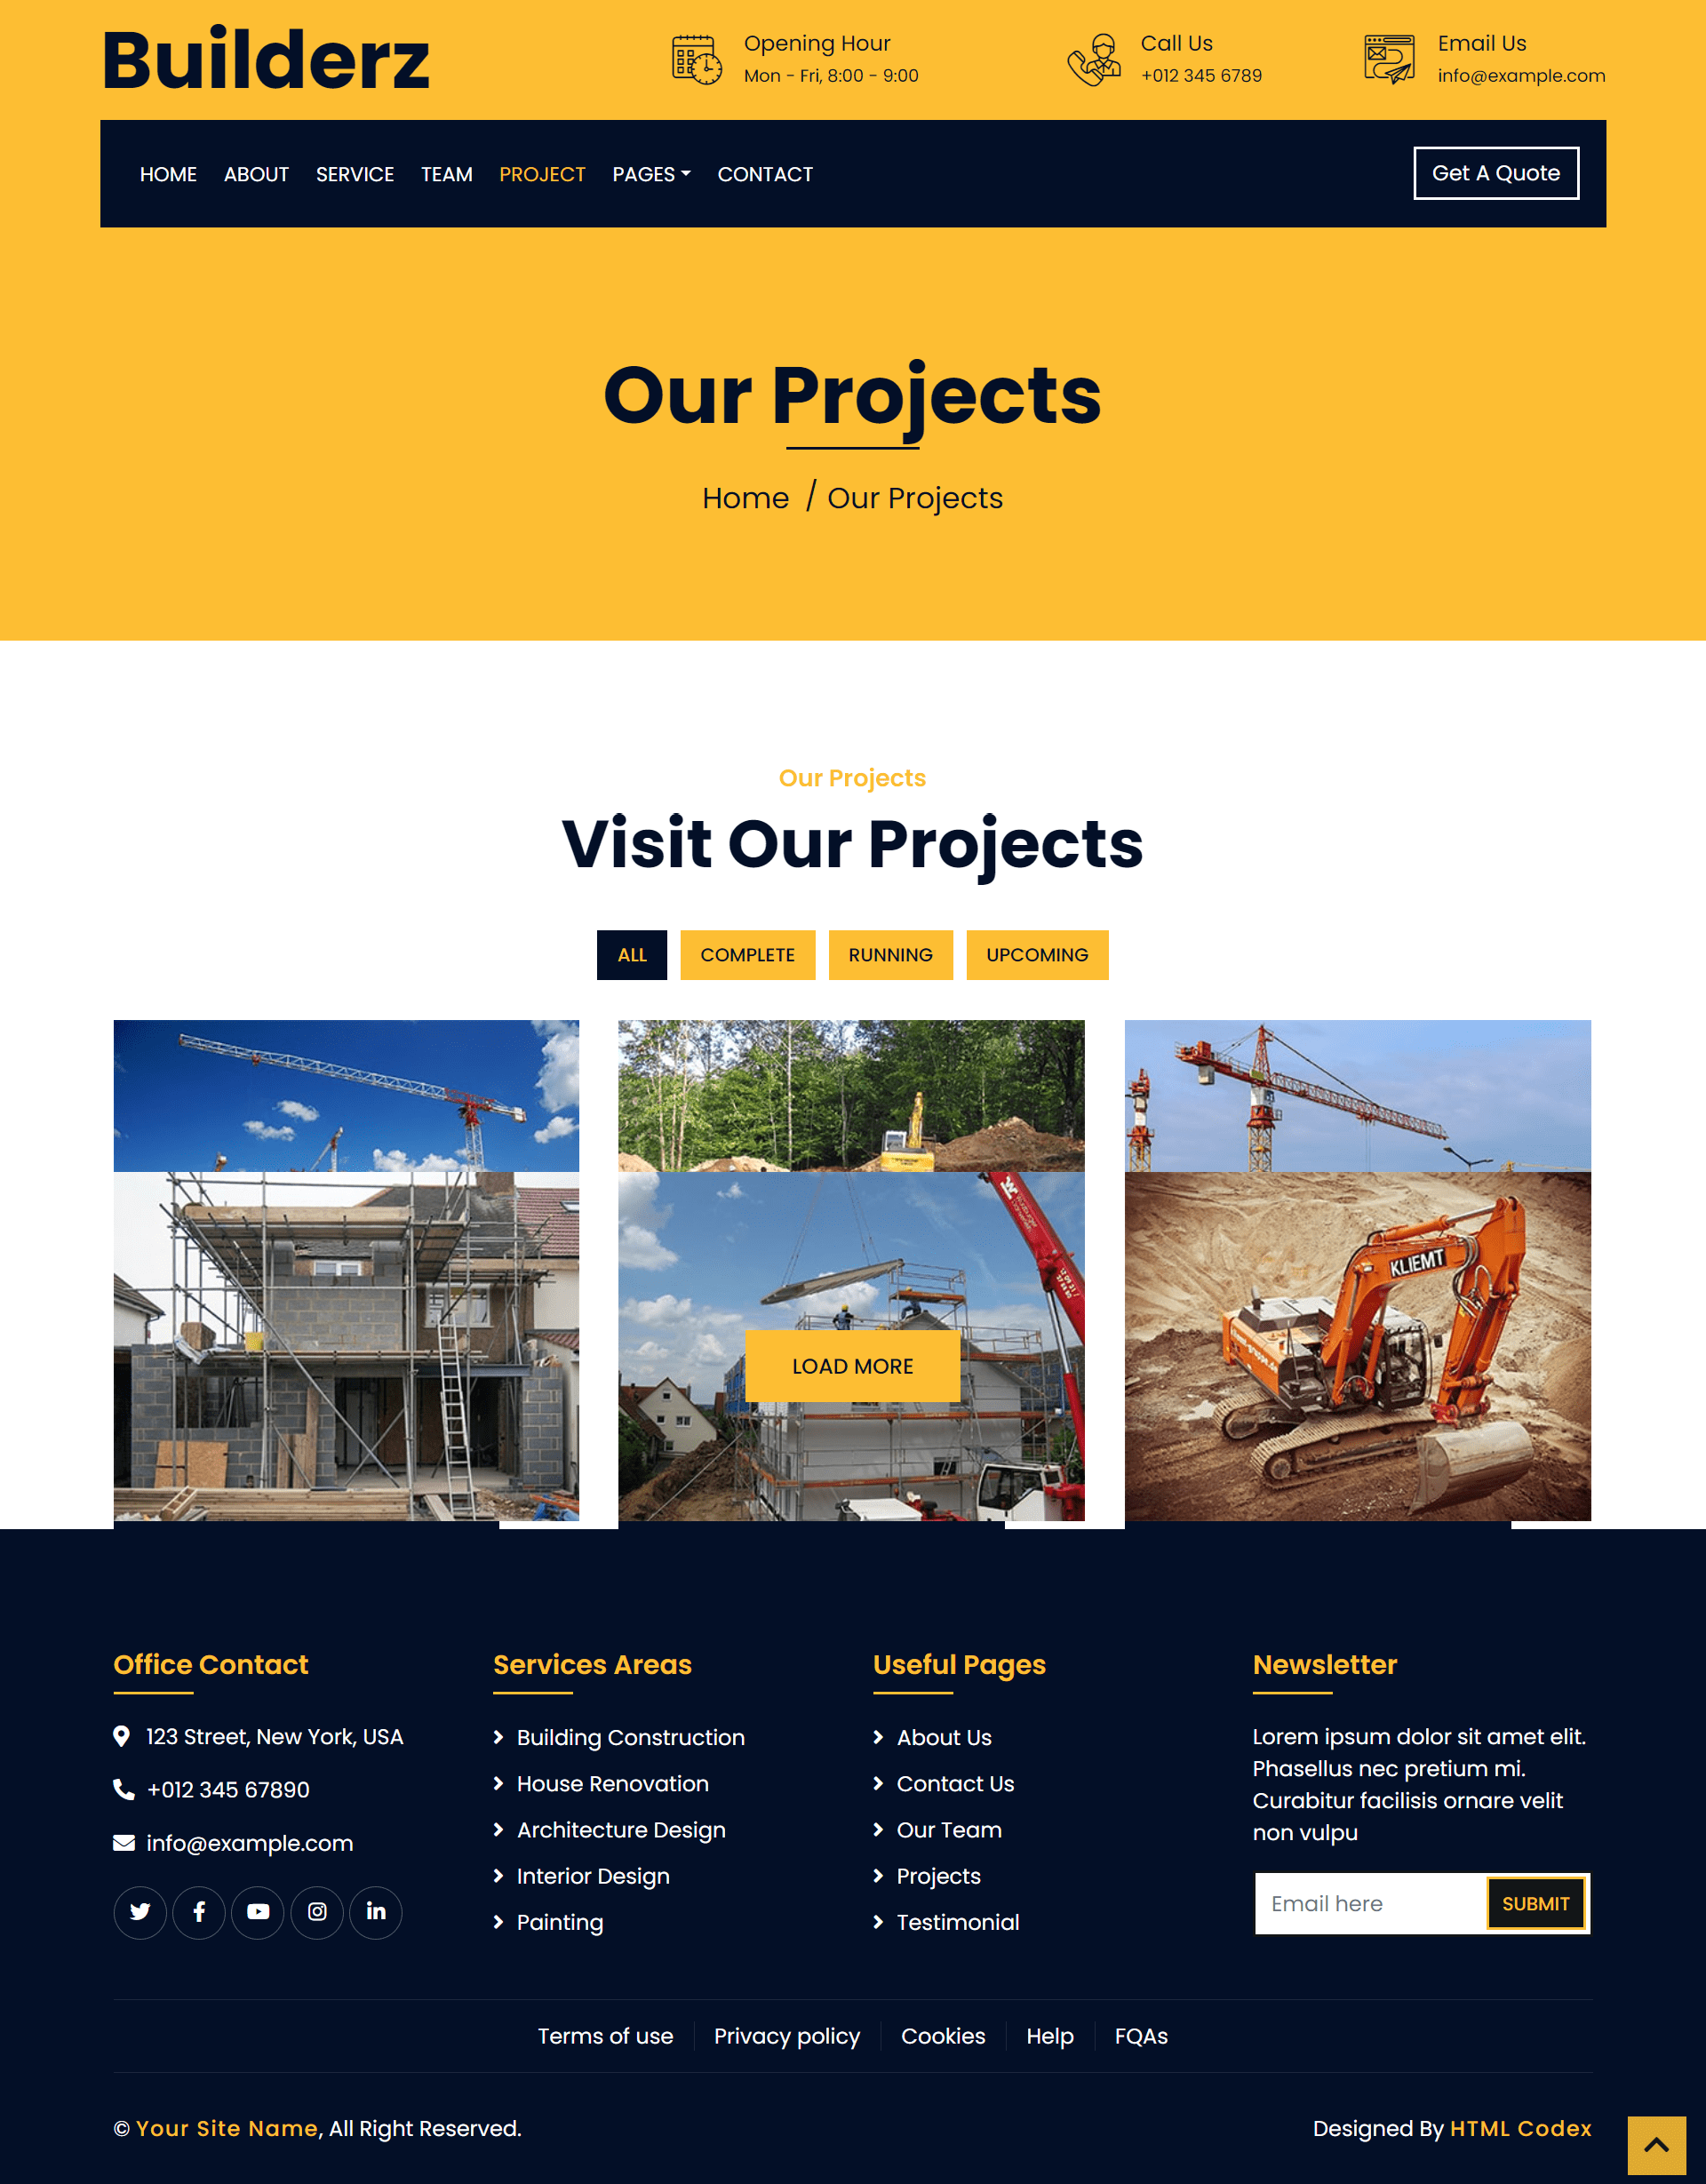 Builderz
Opening Hour
Mon - Fri, 8:00 - 9:00
Call Us
+012 345 6789
Email Us
info@example.com
HOME ABOUT SERVICE TEAM PROJECT PAGES CONTACT
Get A Quote
Our Projects
Home / Our Projects
Our Projects
Visit Our Projects
ALL COMPLETE RUNNING UPCOMING
KLIEMT
LOAD MORE
Office Contact
123 Street, New York, USA
+012 345 67890
info@example.com
Services Areas
Building Construction
House Renovation
Architecture Design
Interior Design
Painting
Useful Pages
About Us
Contact Us
Our Team
Projects
Testimonial
Newsletter
Lorem ipsum dolor sit amet elit.
Phasellus nec pretium mi.
Curabitur facilisis ornare velit
non vulpu
Email here
SUBMIT
Terms of use Privacy policy Cookies Help FQAs
© Your Site Name, All Right Reserved.
Designed By HTML Codex